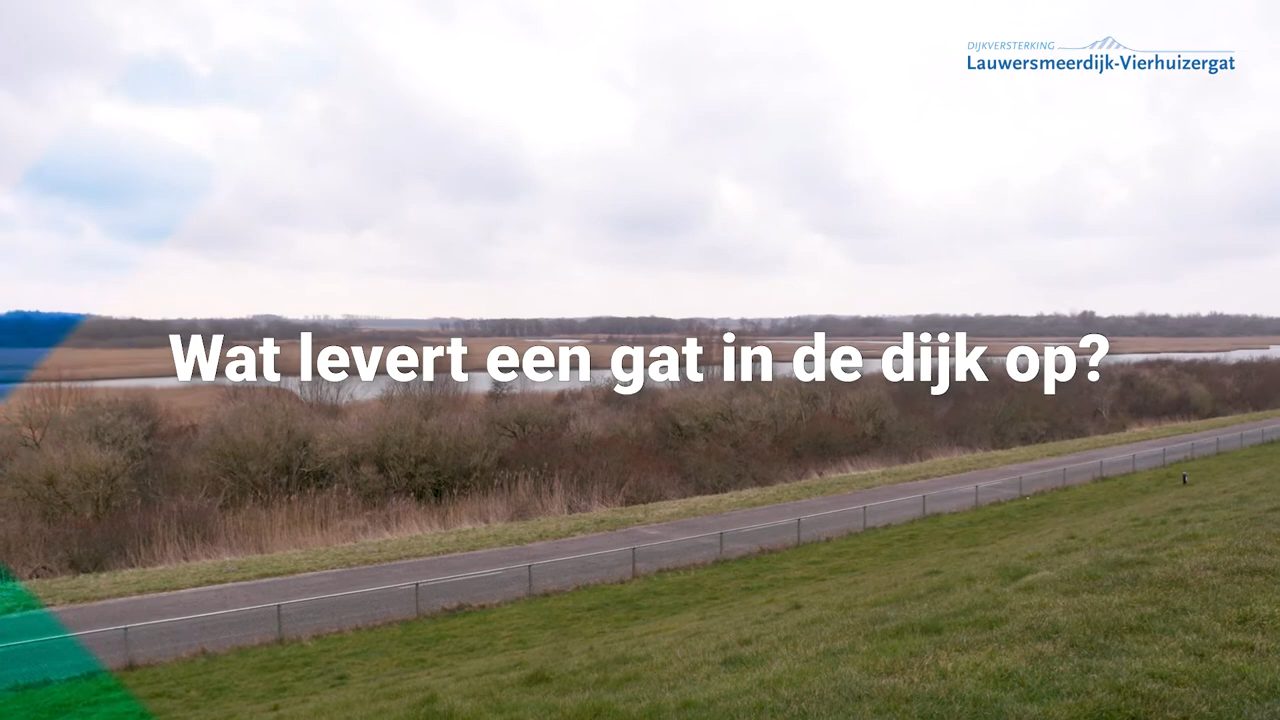 DIJKVERSTERKING
Lauwersmeerdijk-Vierhuizergat
Wat levert een gat in de dijk op?